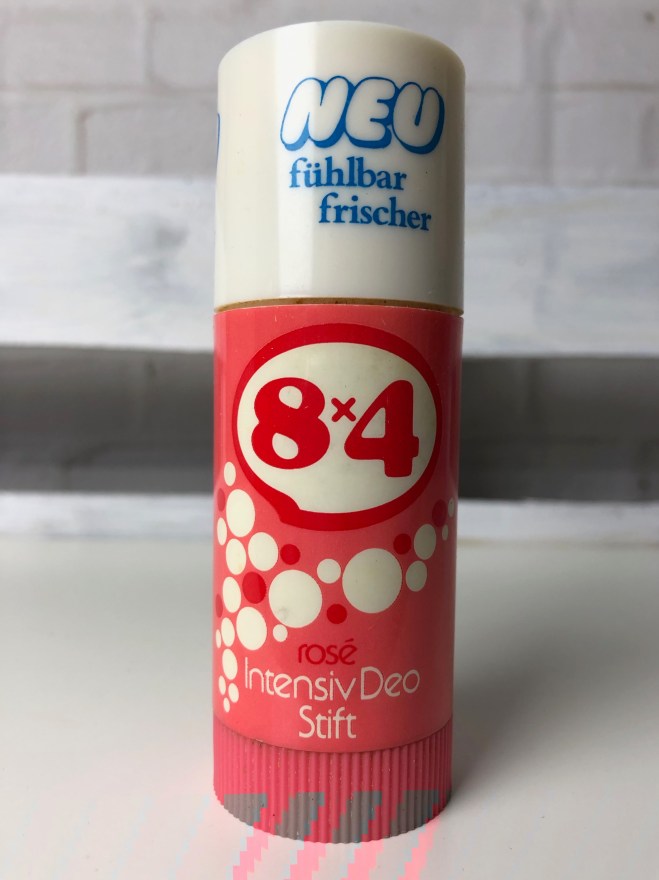 NEU
fühlbar
frischer
8x4
rosé
Intensiv Deo
Stift